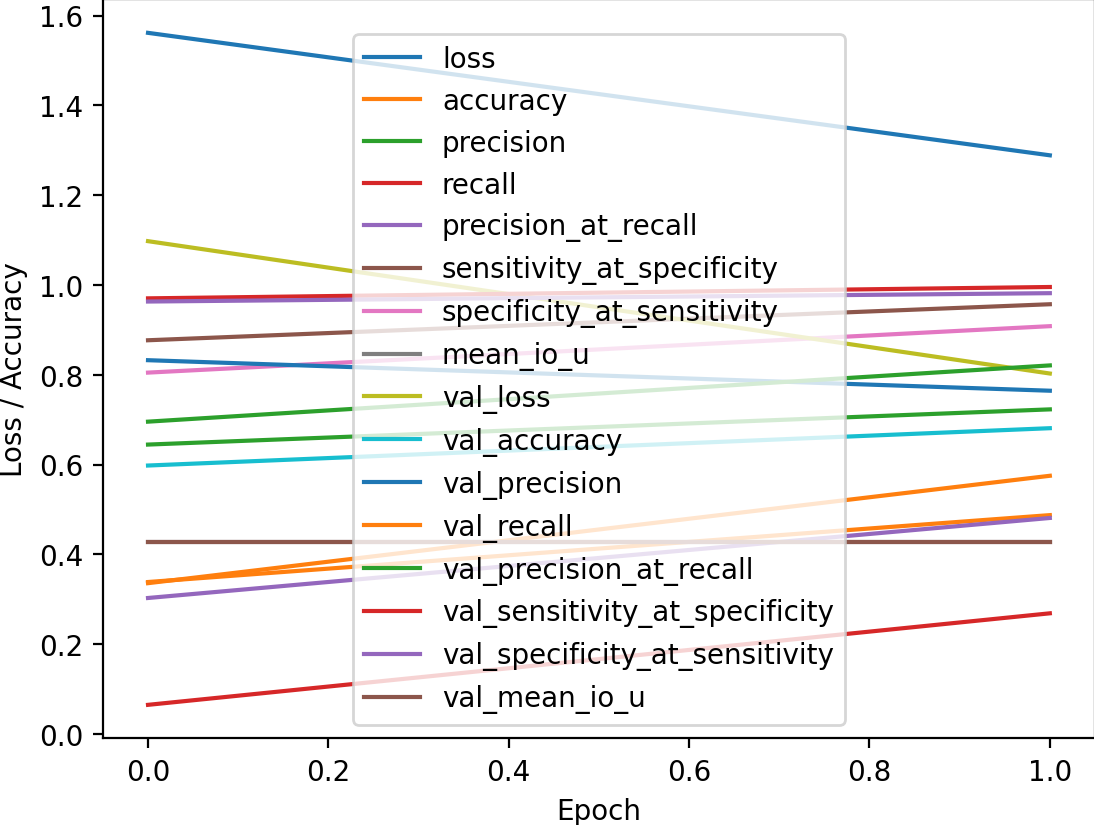 1.6
1.4
1.2
1.0
0.8
0.6
0.4
0.2
0.0
Loss / Accuracy
loss
accuracy
precision
recall
precision_at_recall
sensitivity_at_specificity
specificity_at_sensitivity
mean_io_u
val_loss
val_accuracy
val_precision
val_recall
val_precision_at_recall
val_sensitivity_at_specificity
val_specificity_at_sensitivity
val_mean_io_u
0.0 0.2 0.4 0.6 0.8 1.0
Epoch